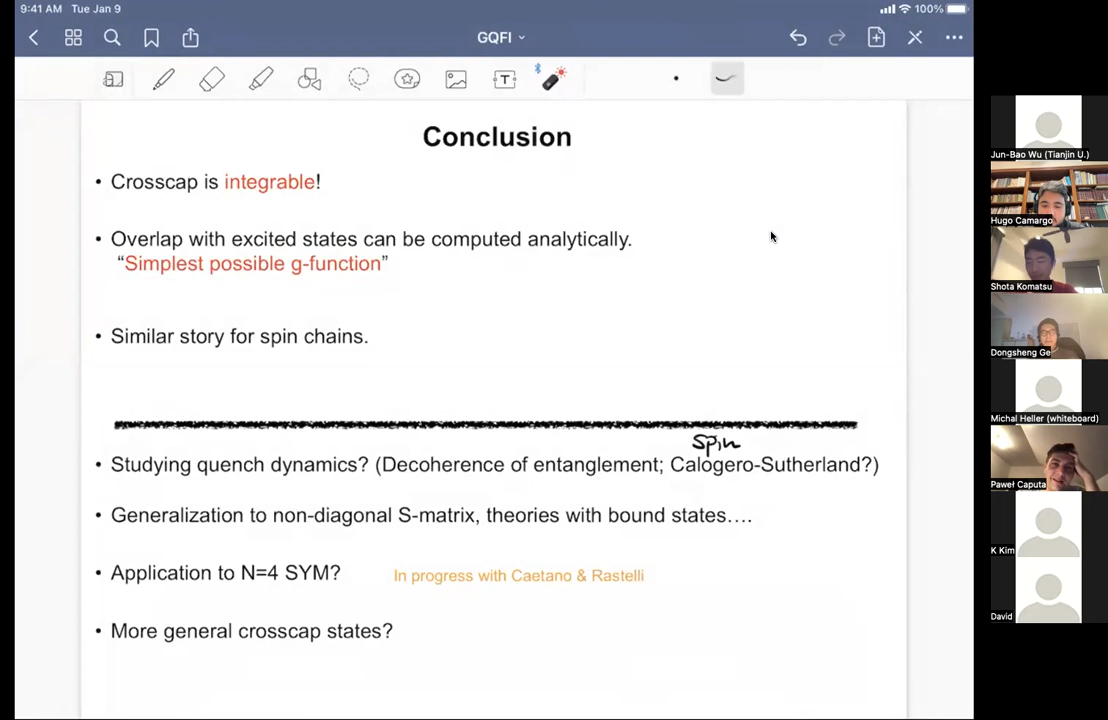 9:41 AM Tue Jan 9
100%
GQFI
T
Conclusion
• Crosscap is integrable!
• Overlap with excited states can be computed analytically.
“Simplest possible g-function”
• Similar story for spin chains.
Spin
• Studying quench dynamics? (Decoherence of entanglement; Calogero-Sutherland?)
• Generalization to non-diagonal S-matrix, theories with bound states….
• Application to N=4 SYM? In progress with Caetano & Rastelli
• More general crosscap states?
Jun-Bao Wu (Tianjin U.)
Hugo Camargo
Shota Komatsu
Dongsheng Ge
Michal Heller (whiteboard)
Paweł Caputa
K Kim
David